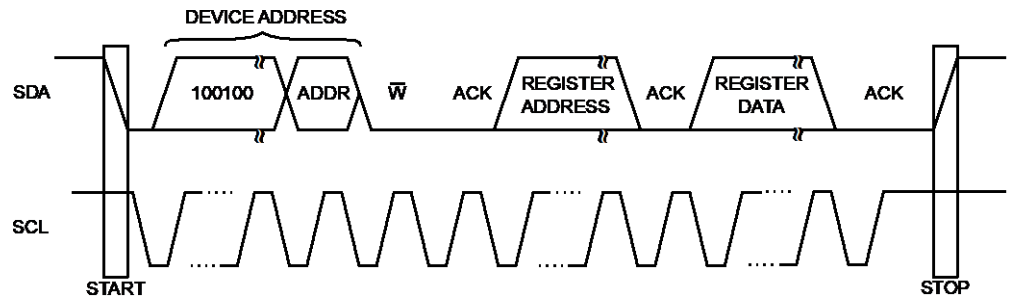 DEVICE ADDRESS
SDA
100100
ADDR
W̅
ACK
REGISTER
ADDRESS
ACK
REGISTER
DATA
ACK
SCL
START
STOP